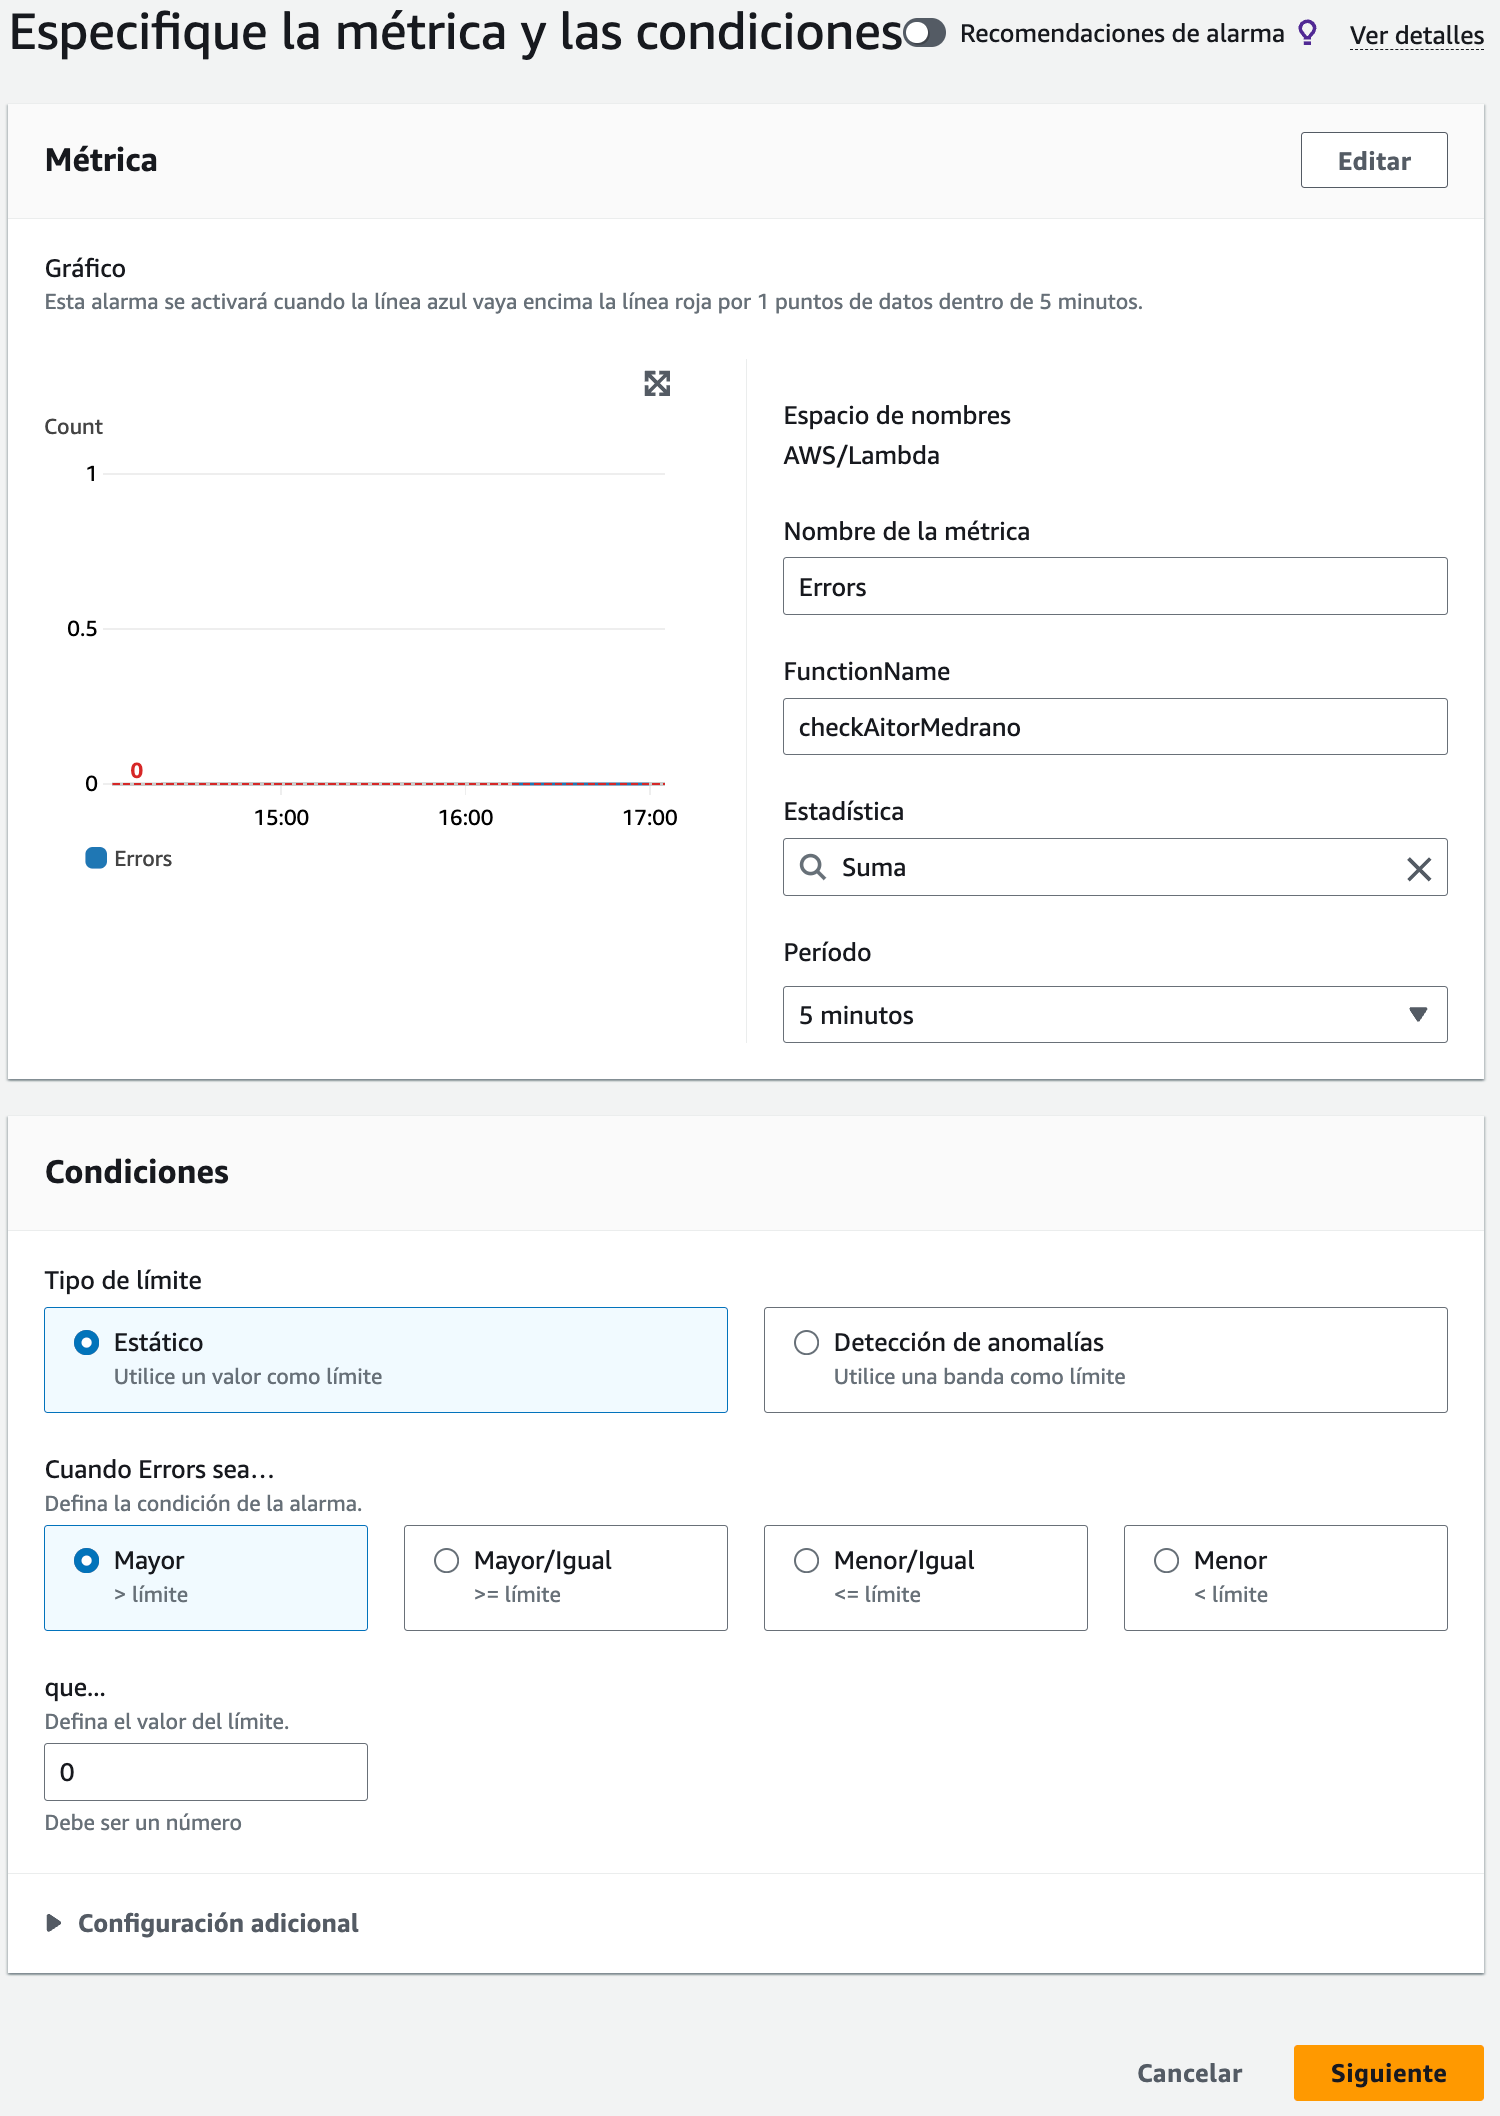 Especifique la métrica y las condiciones
Recomendaciones de alarma
Ver detalles
Métrica
Editar
Gráfico
Esta alarma se activará cuando la línea azul vaya encima la línea roja por 1 puntos de datos dentro de 5 minutos.
Count
1
0.5
0
0
15:00
16:00
17:00
Errors
Espacio de nombres
AWS/Lambda
Nombre de la métrica
Errors
FunctionName
checkAitorMedrano
Estadística
Suma
Período
5 minutos
Condiciones
Tipo de límite
Estático
Utilice un valor como límite
Detección de anomalías
Utilice una banda como límite
Cuando Errors sea…
Defina la condición de la alarma.
Mayor
> límite
Mayor/Igual
>= límite
Menor/Igual
<= límite
Menor
< límite
que...
Defina el valor del límite.
0
Debe ser un número
Configuración adicional
Cancelar
Siguiente